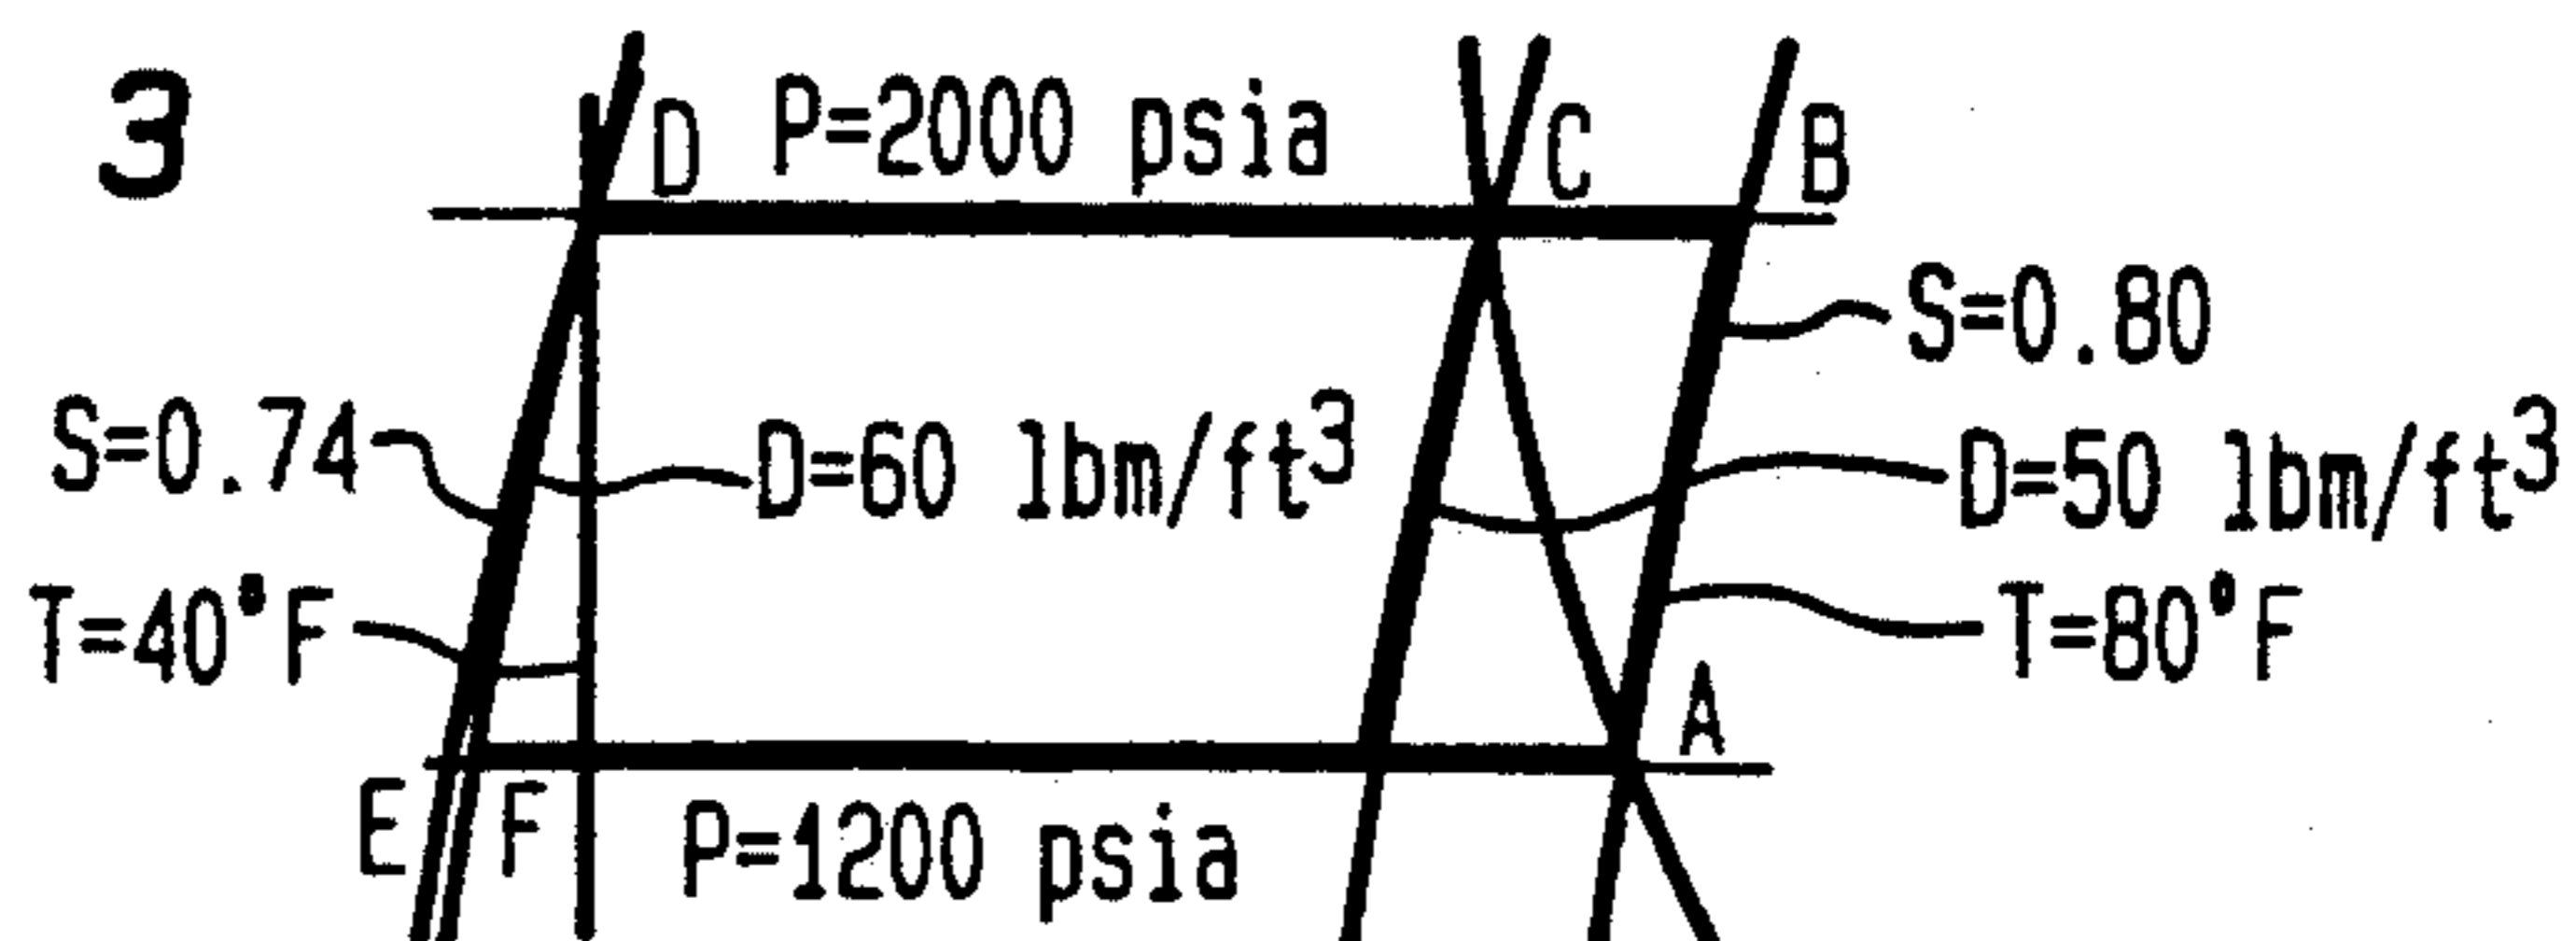 3
D P=2000 psia C B
S=0.80
S=0.74 D=60 lbm/ft³ D=50 lbm/ft³
T=40°F T=80°F
A
E F P=1200 psia